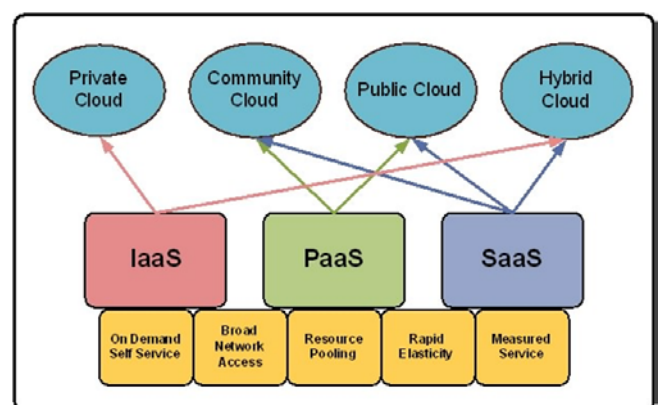 Private
Cloud
Community
Cloud
Public Cloud
Hybrid
Cloud
IaaS
PaaS
SaaS
On Demand
Self Service
Broad
Network
Access
Resource
Pooling
Rapid
Elasticity
Measured
Service